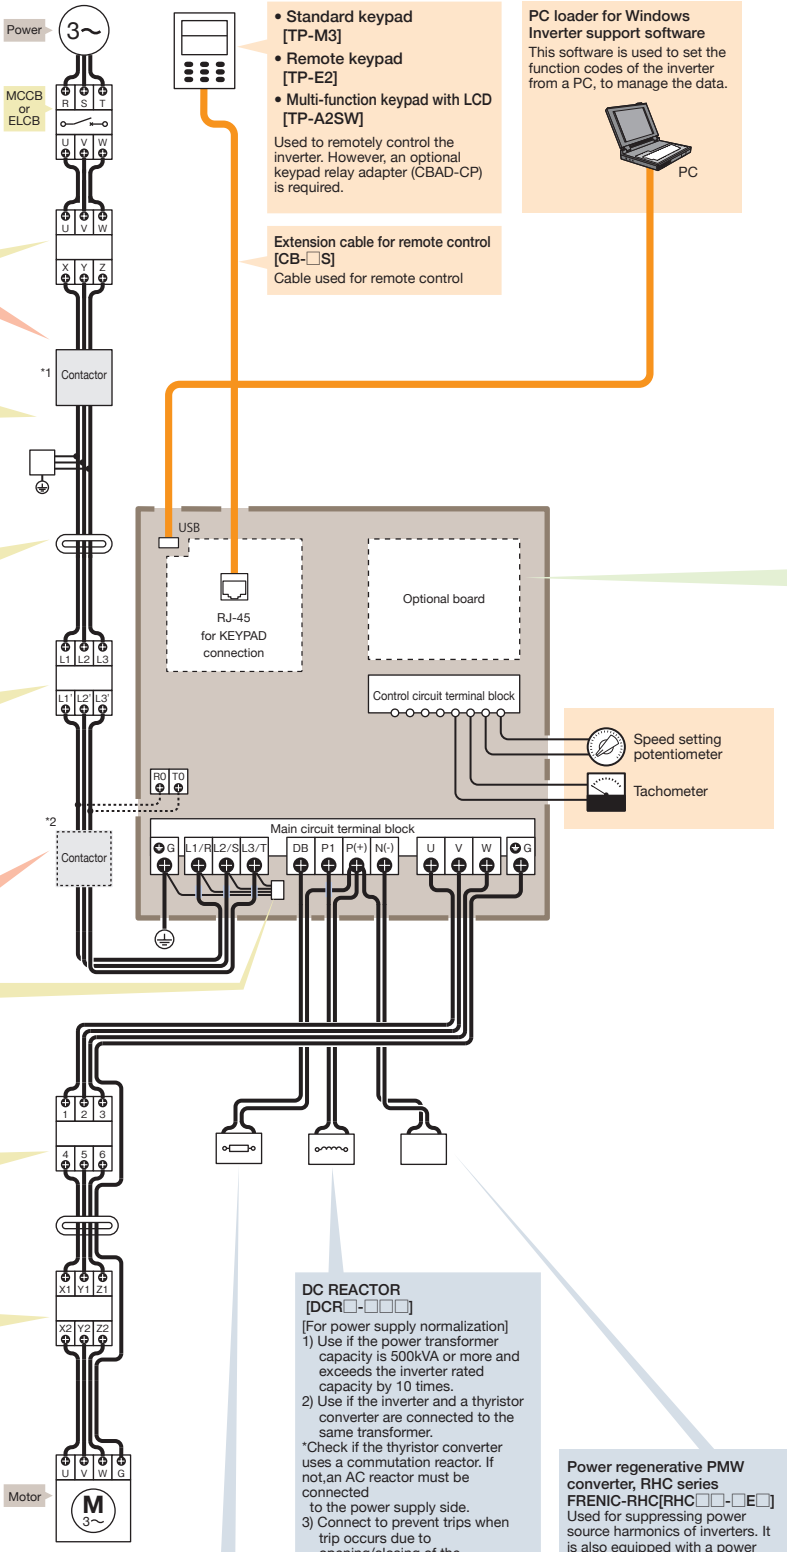 Power
3~
MCCB
or
ELCB
R S T
U V W
U V W
X Y Z
*1
Contactor
• Standard keypad
[TP-M3]
• Remote keypad
[TP-E2]
• Multi-function keypad with LCD
[TP-A2SW]
Used to remotely control the
inverter. However, an optional
keypad relay adapter (CBAD-CP)
is required.
PC loader for Windows
Inverter support software
This software is used to set the
function codes of the inverter
from a PC, to manage the data.
PC
Extension cable for remote control
[CB-□S]
Cable used for remote control
USB
RJ-45
for KEYPAD
connection
Optional board
Control circuit terminal block
Speed setting
potentiometer
Tachometer
L1 L2 L3
L1' L2' L3'
R0 T0
*2
Contactor
Main circuit terminal block
G L1/R L2/S L3/T DB P1 P(+) N(-) U V W G
1 2 3
4 5 6
X1 Y1 Z1
X2 Y2 Z2
U V W G
Motor
M
3~
DC REACTOR
[DCR□-□□□]
[For power supply normalization]
1) Use if the power transformer
capacity is 500kVA or more and
exceeds the inverter rated
capacity by 10 times.
2) Use if the inverter and a thyristor
converter are connected to the
same transformer.
*Check if the thyristor converter
uses a commutation reactor. If
not,an AC reactor must be
connected
to the power supply side.
3) Connect to prevent trips when
trip occurs due to
opening/closing of the
Power regenerative PMW
converter, RHC series
FRENIC-RHC[RHC□□-□E□]
Used for suppressing power
source harmonics of inverters. It
is also equipped with a power